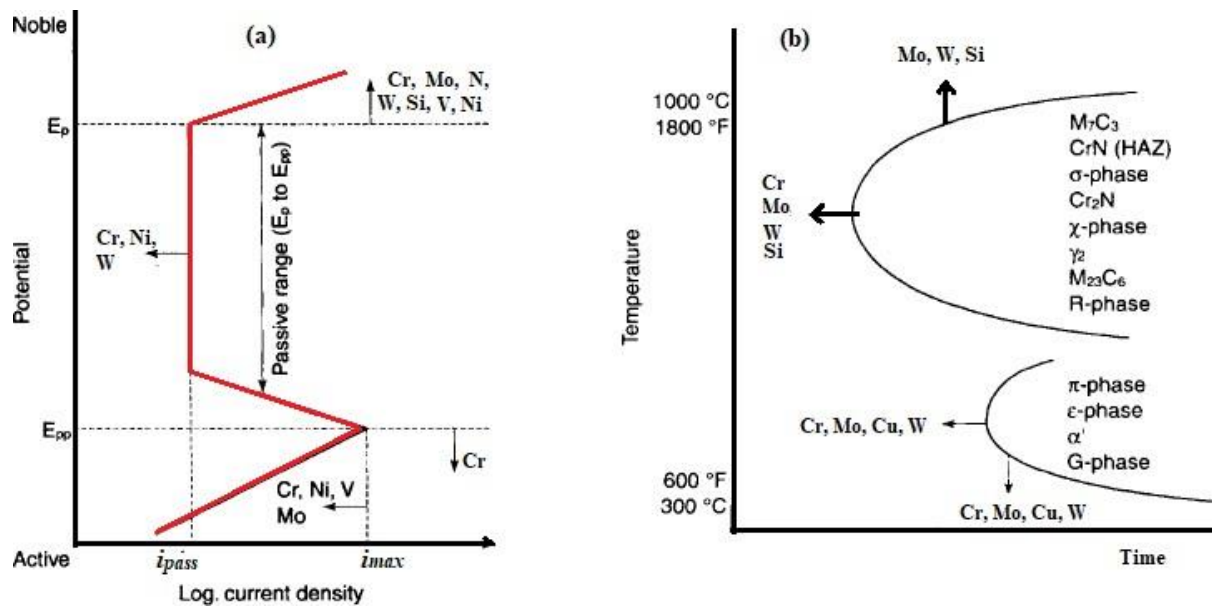 Noble
(a)
Cr, Mo, N,
W, Si, V, Ni
Ep
Passive range (Ep to Epp)
Cr, Ni,
W
Potential
Epp
Cr
Cr, Ni, V
Mo
Active
ipass
imax
Log. current density
(b)
Mo, W, Si
1000 °C
1800 °F
M7C3
CrN (HAZ)
σ-phase
Cr2N
χ-phase
γ2
M23C6
R-phase
Cr
Mo
W
Si
Temperature
π-phase
ε-phase
α'
G-phase
Cr, Mo, Cu, W
600 °F
300 °C
Cr, Mo, Cu, W
Time